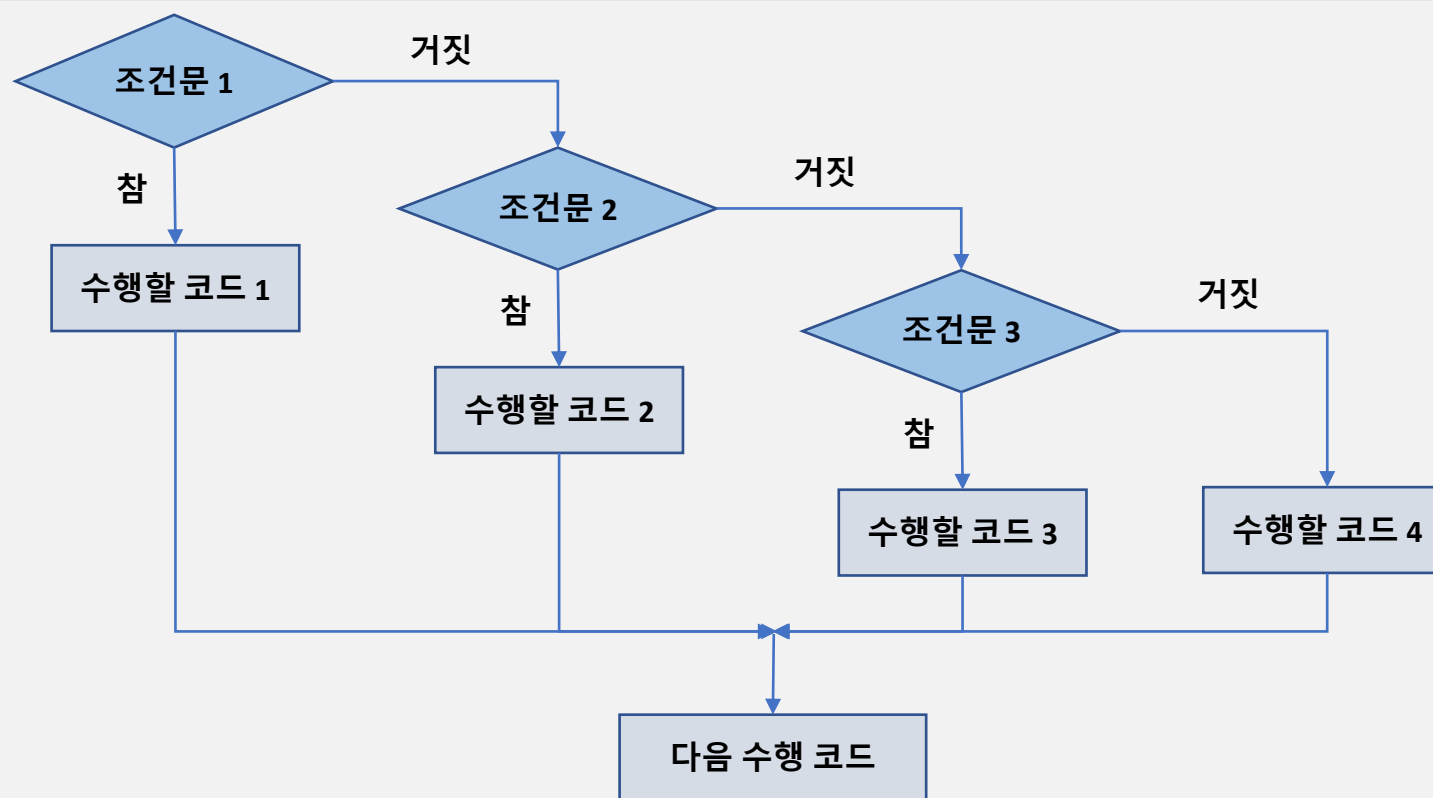 조건문 1
거짓
참
수행할 코드 1
조건문 2
거짓
참
수행할 코드 2
조건문 3
거짓
참
수행할 코드 3
수행할 코드 4
다음 수행 코드